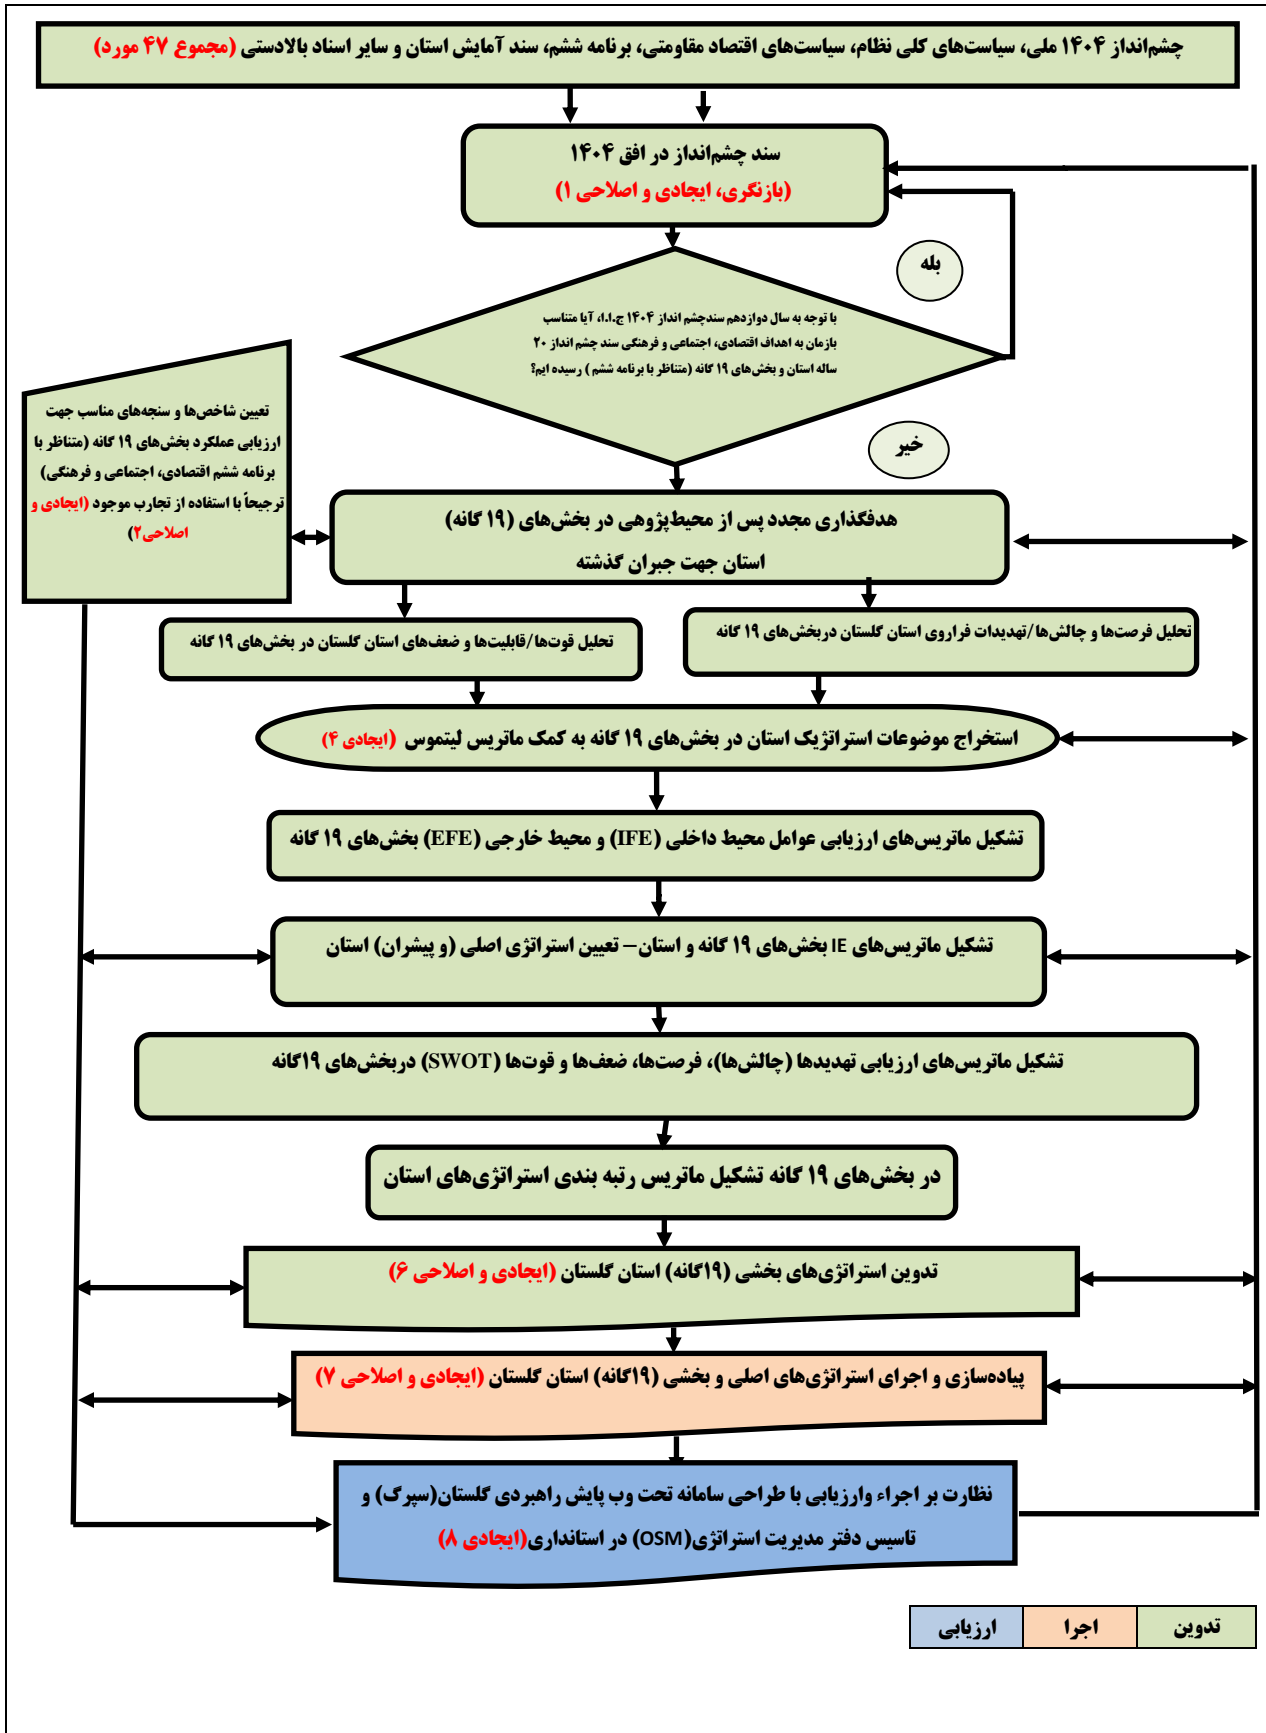 چشم‌انداز ۱۴۰۴ ملی، سیاست‌های کلی نظام، سیاست‌های اقتصاد مقاومتی، برنامه ششم، سند آمایش استان و سایر اسناد بالادستی (مجموع ۴۷ مورد)
سند چشم‌انداز در افق ۱۴۰۴
(بازنگری، ایجادی و اصلاحی ۱)
بله
با توجه به سال دوازدهم سندچشم انداز ۱۴۰۴ ج.ا.ا، آیا متناسب
بازمان به اهداف اقتصادی، اجتماعی و فرهنگی سند چشم انداز ۲۰
ساله استان و بخش‌های ۱۹ گانه (متناظر با برنامه ششم ) رسیده ایم؟
خیر
تعیین شاخص‌ها و سنجه‌های مناسب جهت
ارزیابی عملکرد بخش‌های ۱۹ گانه (متناظر با
برنامه ششم اقتصادی، اجتماعی و فرهنگی)
ترجیحاً با استفاده از تجارب موجود (ایجادی و
اصلاحی۲)
هدفگذاری مجدد پس از محیط‌پژوهی در بخش‌های (۱۹ گانه)
استان جهت جبران گذشته
تحلیل فرصت‌ها و چالش‌ها/تهدیدات فراروی استان گلستان دربخش‌های ۱۹ گانه
تحلیل قوت‌ها/قابلیت‌ها و ضعف‌های استان گلستان در بخش‌های ۱۹ گانه
استخراج موضوعات استراتژیک استان در بخش‌های ۱۹ گانه به کمک ماتریس لیتموس (ایجادی ۴)
تشکیل ماتریس‌های ارزیابی عوامل محیط داخلی (IFE) و محیط خارجی (EFE) بخش‌های ۱۹ گانه
تشکیل ماتریس‌های IE بخش‌های ۱۹ گانه و استان– تعیین استراتژی اصلی (و پیشران) استان
تشکیل ماتریس‌های ارزیابی تهدیدها (چالش‌ها)، فرصت‌ها، ضعف‌ها و قوت‌ها (SWOT) دربخش‌های ۱۹گانه
در بخش‌های ۱۹ گانه تشکیل ماتریس رتبه بندی استراتژی‌های استان
تدوین استراتژی‌های بخشی (۱۹گانه) استان گلستان (ایجادی و اصلاحی ۶)
پیاده‌سازی و اجرای استراتژی‌های اصلی و بخشی (۱۹گانه) استان گلستان (ایجادی و اصلاحی ۷)
نظارت بر اجراء وارزیابی با طراحی سامانه تحت وب پایش راهبردی گلستان(سپرگ) و
تاسیس دفتر مدیریت استراتژی(OSM) در استانداری(ایجادی ۸)
تدوین
اجرا
ارزیابی